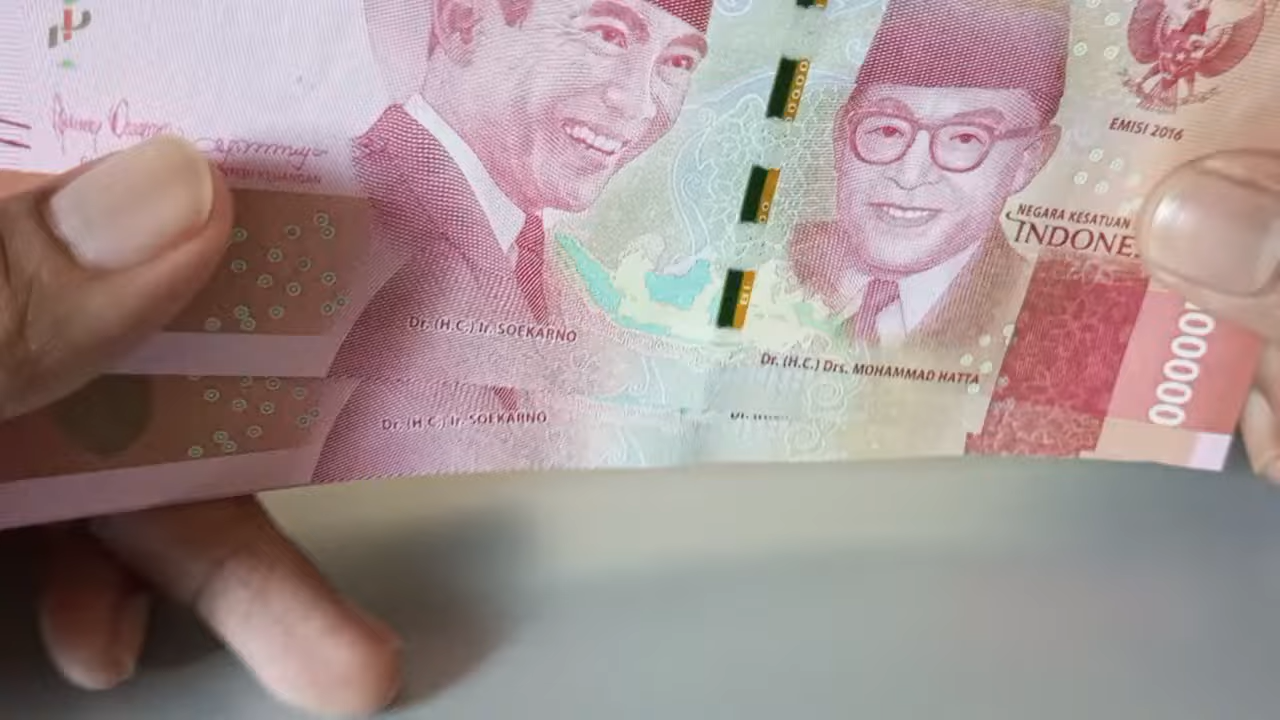 EMISI 2016
NEGARA KESATUAN
INDONE
Dr. (H.C.) Ir. SOEKARNO
Dr. (H.C.) Drs. MOHAMMAD HATTA
00000
Dr. (H.C.) Ir. SOEKARNO